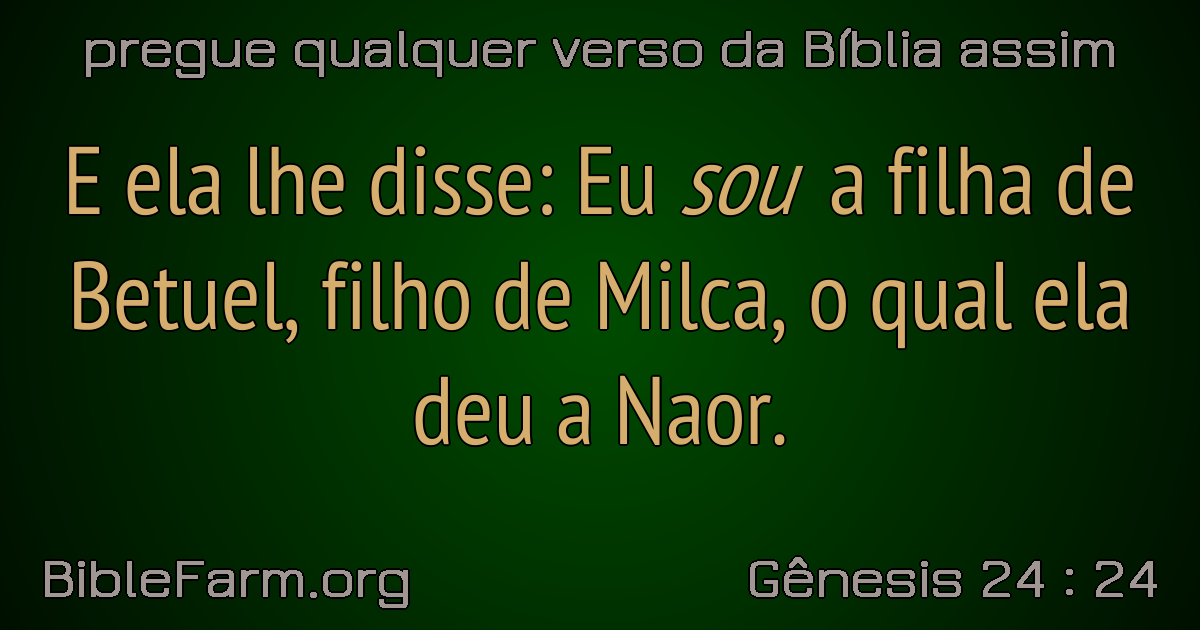 pregue qualquer verso da Bíblia assim
E ela lhe disse: Eu sou a filha de
Betuel, filho de Milca, o qual ela
deu a Naor.
BibleFarm.org
Gênesis 24 : 24